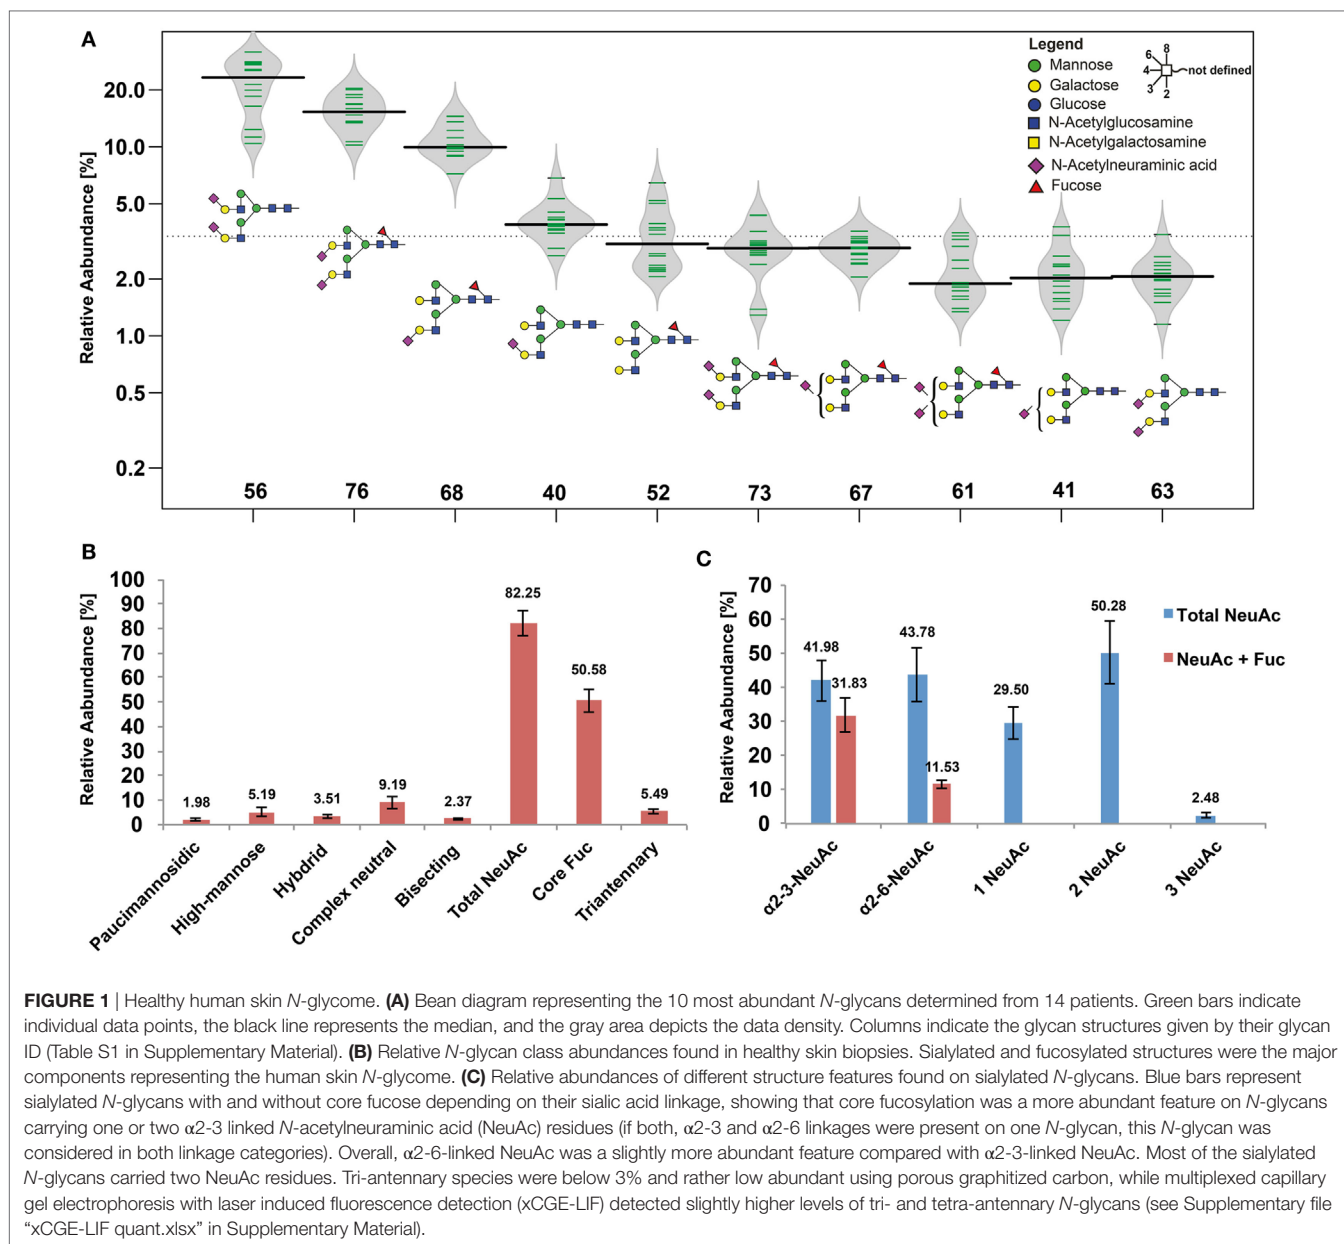 A
Relative Aabundance [%]
20.0
10.0
5.0
2.0
1.0
0.5
0.2
Legend
Mannose
Galactose
Glucose
N-Acetylglucosamine
N-Acetylgalactosamine
N-Acetylneuraminic acid
Fucose
8
6
4
3
2
not defined
56 76 68 40 52 73 67 61 41 63
B
Relative Aabundance [%]
100
90
80
70
60
50
40
30
20
10
0
1.98
5.19
3.51
9.19
2.37
82.25
50.58
5.49
Paucimannosidic
High-mannose
Hybdrid
Complex neutral
Bisecting
Total NeuAc
Core Fuc
Triantennary
C
Relative Aabundance [%]
70
60
50
40
30
20
10
0
41.98
31.83
43.78
11.53
29.50
50.28
2.48
Total NeuAc
NeuAc + Fuc
α2-3-NeuAc
α2-6-NeuAc
1 NeuAc
2 NeuAc
3 NeuAc
FIGURE 1 | Healthy human skin N-glycome. (A) Bean diagram representing the 10 most abundant N-glycans determined from 14 patients. Green bars indicate
individual data points, the black line represents the median, and the gray area depicts the data density. Columns indicate the glycan structures given by their glycan
ID (Table S1 in Supplementary Material). (B) Relative N-glycan class abundances found in healthy skin biopsies. Sialylated and fucosylated structures were the major
components representing the human skin N-glycome. (C) Relative abundances of different structure features found on sialylated N-glycans. Blue bars represent
sialylated N-glycans with and without core fucose depending on their sialic acid linkage, showing that core fucosylation was a more abundant feature on N-glycans
carrying one or two α2-3 linked N-acetylneuraminic acid (NeuAc) residues (if both, α2-3 and α2-6 linkages were present on one N-glycan, this N-glycan was
considered in both linkage categories). Overall, α2-6-linked NeuAc was a slightly more abundant feature compared with α2-3-linked NeuAc. Most of the sialylated
N-glycans carried two NeuAc residues. Tri-antennary species were below 3% and rather low abundant using porous graphitized carbon, while multiplexed capillary
gel electrophoresis with laser induced fluorescence detection (xCGE-LIF) detected slightly higher levels of tri- and tetra-antennary N-glycans (see Supplementary file
“xCGE-LIF quant.xlsx” in Supplementary Material).